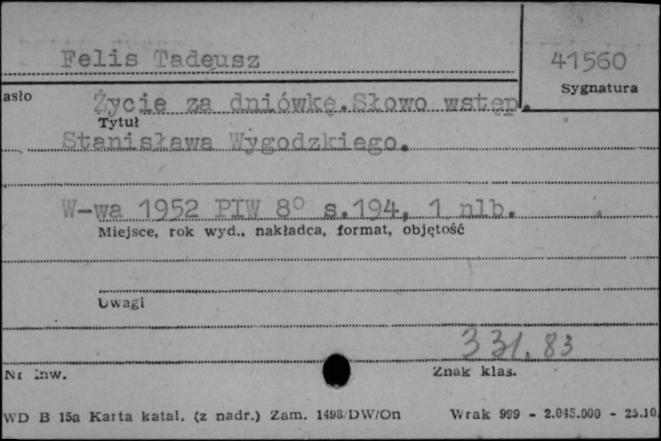 Felis Tadeusz
41560
Sygnatura
asło
Życie za dniówkę.Słowo wstęp.
Tytuł
Stanisława Wygodzkiego.
W-wa 1952 PIW 8° s.194, 1 nlb.
Miejsce, rok wyd., nakładca, format, objętość
Uwagi
331.83
Nr inw.
Znak klas.
WD B 15a Karta katal. (z nadr.) Zam. 1498/DW/On Wrak 999 - 2.045.000 - 25.10.